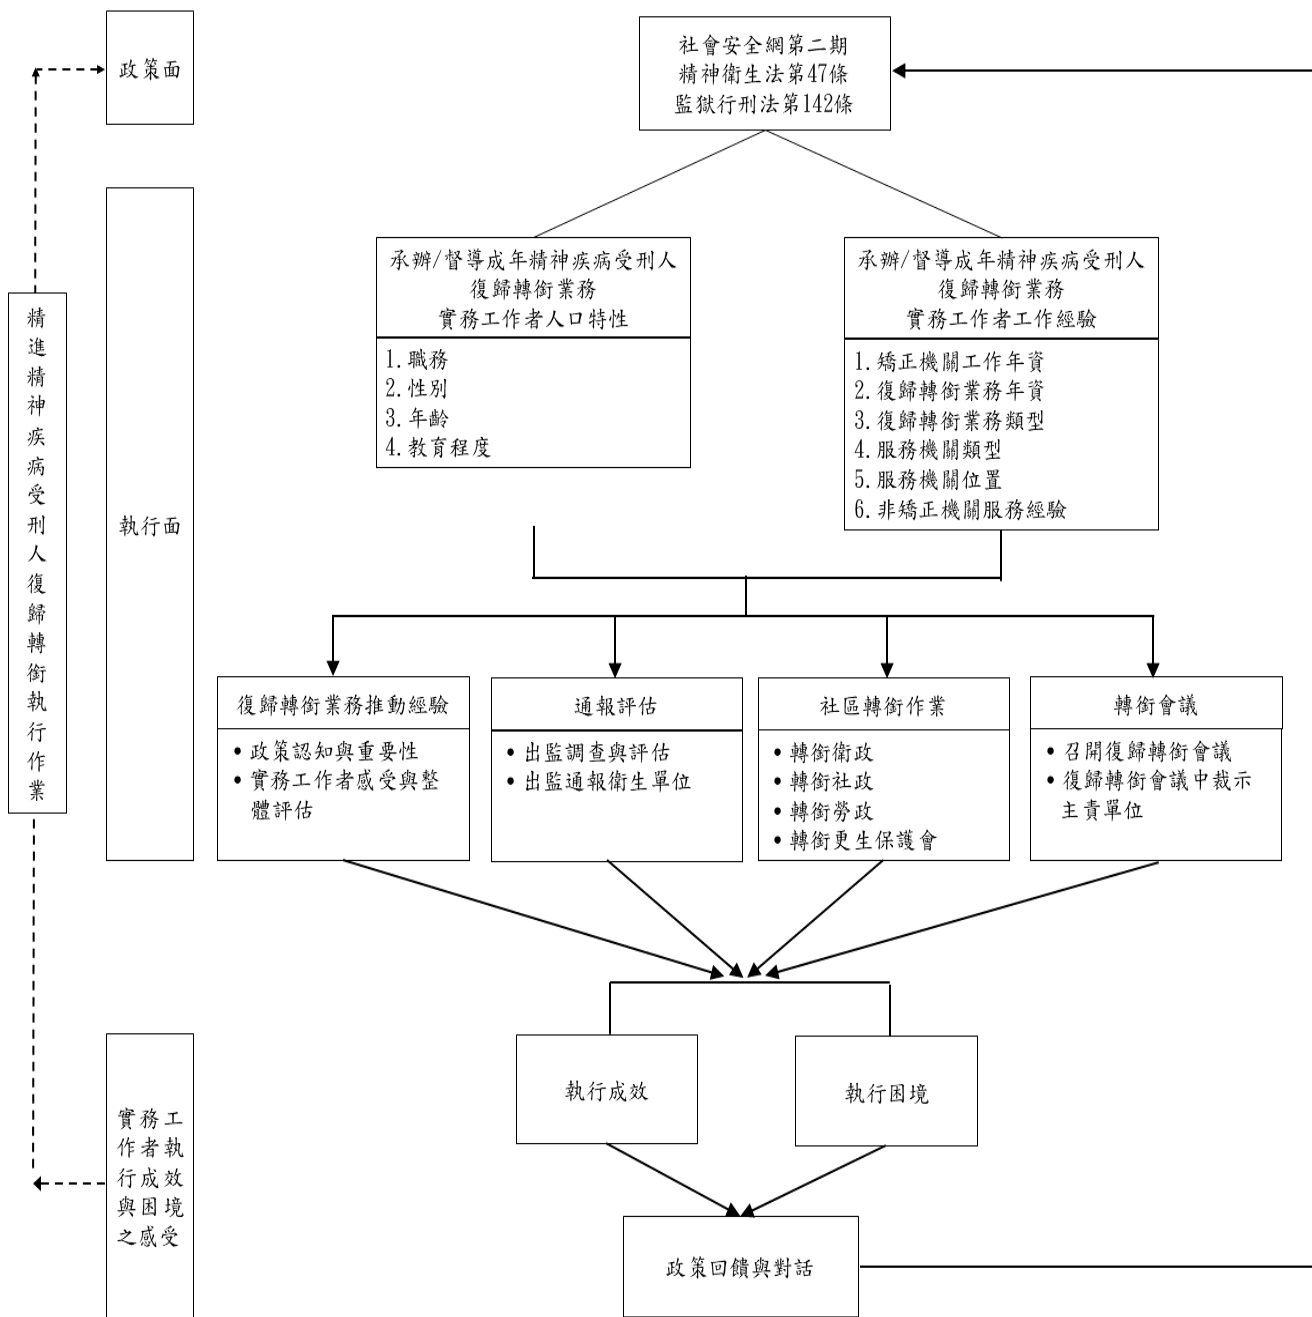 政策面
社會安全網第二期
精神衛生法第47條
監獄行刑法第142條
精進精神疾病受刑人復歸轉銜執行作業
執行面
承辦/督導成年精神疾病受刑人
復歸轉銜業務
實務工作者人口特性
1.職務
2.性別
3.年齡
4.教育程度
承辦/督導成年精神疾病受刑人
復歸轉銜業務
實務工作者工作經驗
1.矯正機關工作年資
2.復歸轉銜業務年資
3.復歸轉銜業務類型
4.服務機關類型
5.服務機關位置
6.非矯正機關服務經驗
復歸轉銜業務推動經驗
• 政策認知與重要性
• 實務工作者感受與整
體評估
通報評估
• 出監調查與評估
• 出監通報衛生單位
社區轉銜作業
• 轉銜衛政
• 轉銜社政
• 轉銜勞政
• 轉銜更生保護會
轉銜會議
• 召開復歸轉銜會議
• 復歸轉銜會議中裁示
主責單位
實務工
作者執
行成效
與困境
之感受
執行成效
執行困境
政策回饋與對話